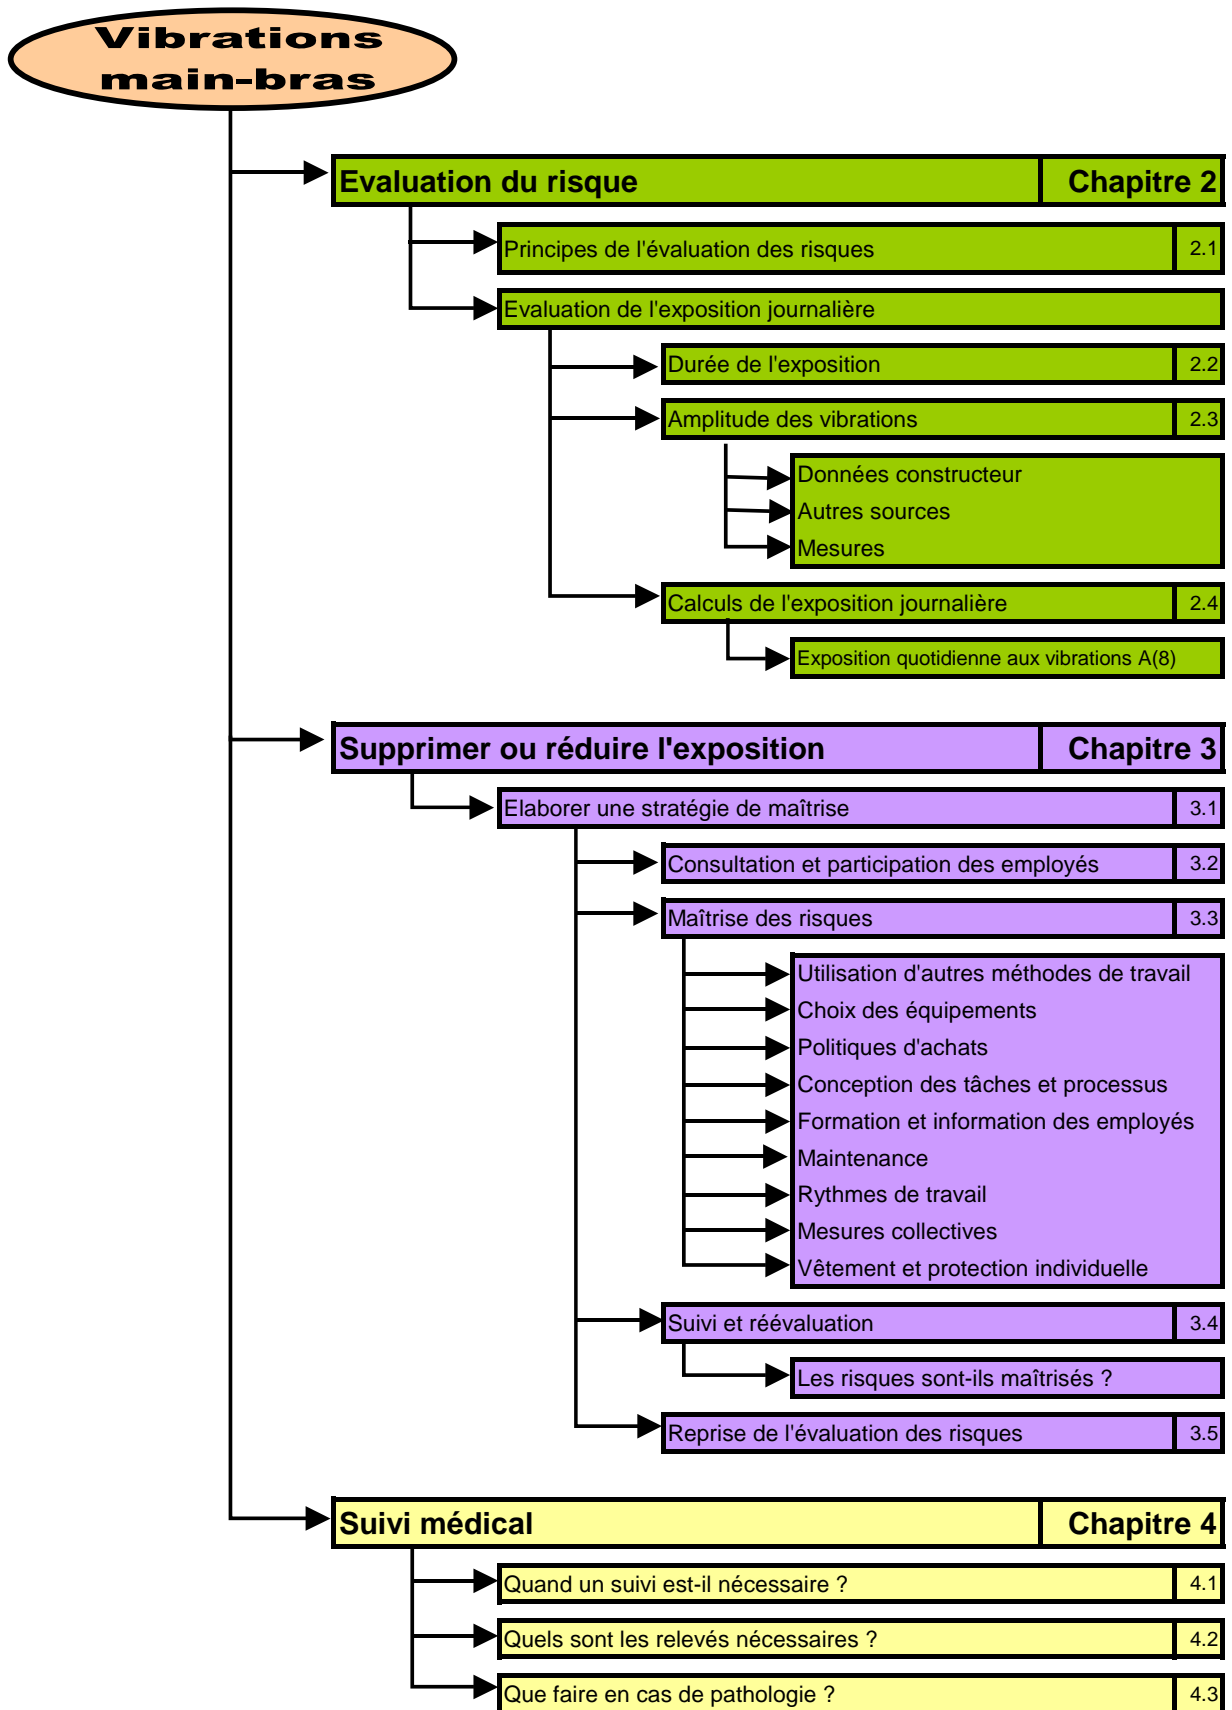 Vibrations
main-bras
Evaluation du risque Chapitre 2
Principes de l'évaluation des risques 2.1
Evaluation de l'exposition journalière
Durée de l'exposition 2.2
Amplitude des vibrations 2.3
Données constructeur
Autres sources
Mesures
Calculs de l'exposition journalière 2.4
Exposition quotidienne aux vibrations A(8)
Supprimer ou réduire l'exposition Chapitre 3
Elaborer une stratégie de maîtrise 3.1
Consultation et participation des employés 3.2
Maîtrise des risques 3.3
Utilisation d'autres méthodes de travail
Choix des équipements
Politiques d'achats
Conception des tâches et processus
Formation et information des employés
Maintenance
Rythmes de travail
Mesures collectives
Vêtement et protection individuelle
Suivi et réévaluation 3.4
Les risques sont-ils maîtrisés ?
Reprise de l'évaluation des risques 3.5
Suivi médical Chapitre 4
Quand un suivi est-il nécessaire ? 4.1
Quels sont les relevés nécessaires ? 4.2
Que faire en cas de pathologie ? 4.3